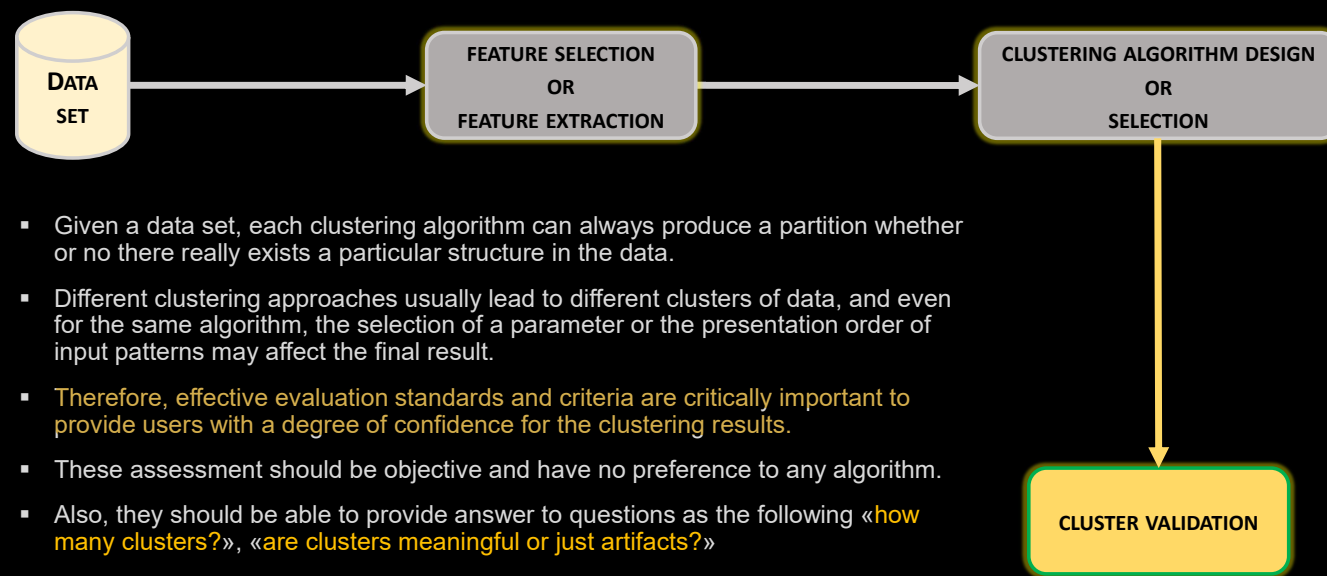 DATA
SET
FEATURE SELECTION
OR
FEATURE EXTRACTION
CLUSTERING ALGORITHM DESIGN
OR
SELECTION
▪ Given a data set, each clustering algorithm can always produce a partition whether
or no there really exists a particular structure in the data.
▪ Different clustering approaches usually lead to different clusters of data, and even
for the same algorithm, the selection of a parameter or the presentation order of
input patterns may affect the final result.
▪ Therefore, effective evaluation standards and criteria are critically important to
provide users with a degree of confidence for the clustering results.
▪ These assessment should be objective and have no preference to any algorithm.
▪ Also, they should be able to provide answer to questions as the following «how
many clusters?», «are clusters meaningful or just artifacts?»
CLUSTER VALIDATION